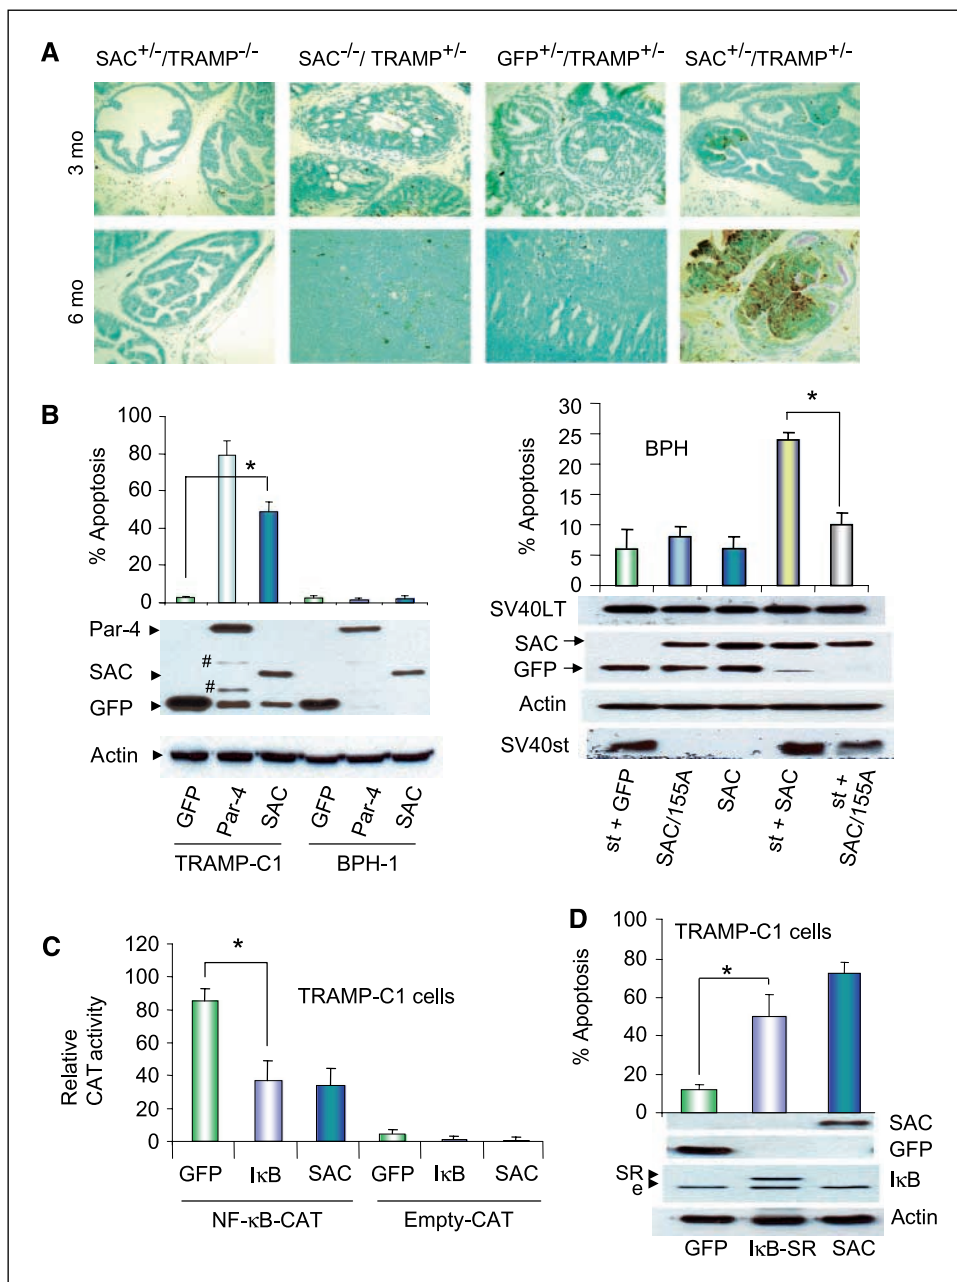 A
SAC+/-/TRAMP-/-
SAC-/-/ TRAMP+/-
GFP+/-/TRAMP+/-
SAC+/-/TRAMP+/-
3 mo
6 mo
B
% Apoptosis
100
80
60
40
20
0
*
Par-4
SAC
GFP
#
#
Actin
GFP
Par-4
SAC
GFP
Par-4
SAC
TRAMP-C1
BPH-1
% Apoptosis
30
25
20
15
10
5
0
BPH
*
SV40LT
SAC
GFP
Actin
SV40st
st + GFP
SAC/155A
SAC
st + SAC
st +
SAC/155A
C
Relative
CAT activity
120
100
80
60
40
20
0
*
TRAMP-C1 cells
GFP
IκB
SAC
GFP
IκB
SAC
NF-κB-CAT
Empty-CAT
D
% Apoptosis
100
80
60
40
20
0
TRAMP-C1 cells
*
SAC
GFP
SR
e
IκB
Actin
GFP
IκB-SR
SAC